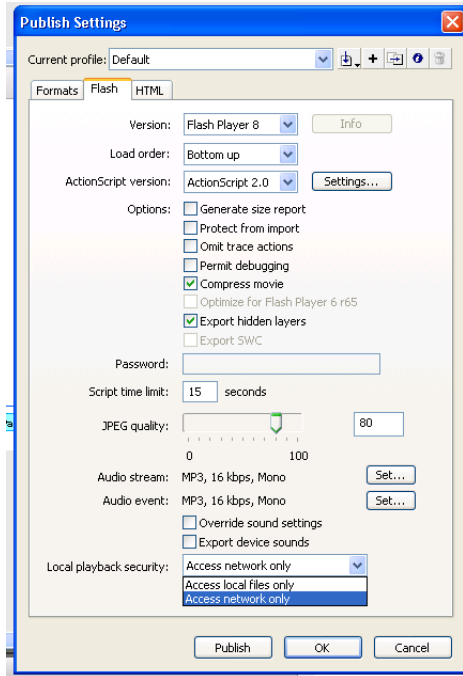 Publish Settings
Current profile: Default
Formats Flash HTML
Version: Flash Player 8 Info
Load order: Bottom up
ActionScript version: ActionScript 2.0 Settings...
Options: Generate size report
Protect from import
Omit trace actions
Permit debugging
Compress movie
Optimize for Flash Player 6 r65
Export hidden layers
Export SWC
Password:
Script time limit: 15 seconds
JPEG quality: 80
0 100
Audio stream: MP3, 16 kbps, Mono Set...
Audio event: MP3, 16 kbps, Mono Set...
Override sound settings
Export device sounds
Local playback security: Access network only
Access local files only
Access network only
Publish OK Cancel